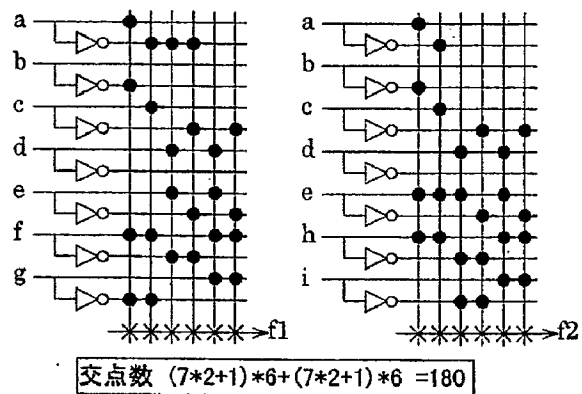 a
b
c
d
e
f
g
f1
a
b
c
d
e
h
i
f2
交点数 (7*2+1)*6+(7*2+1)*6 =180